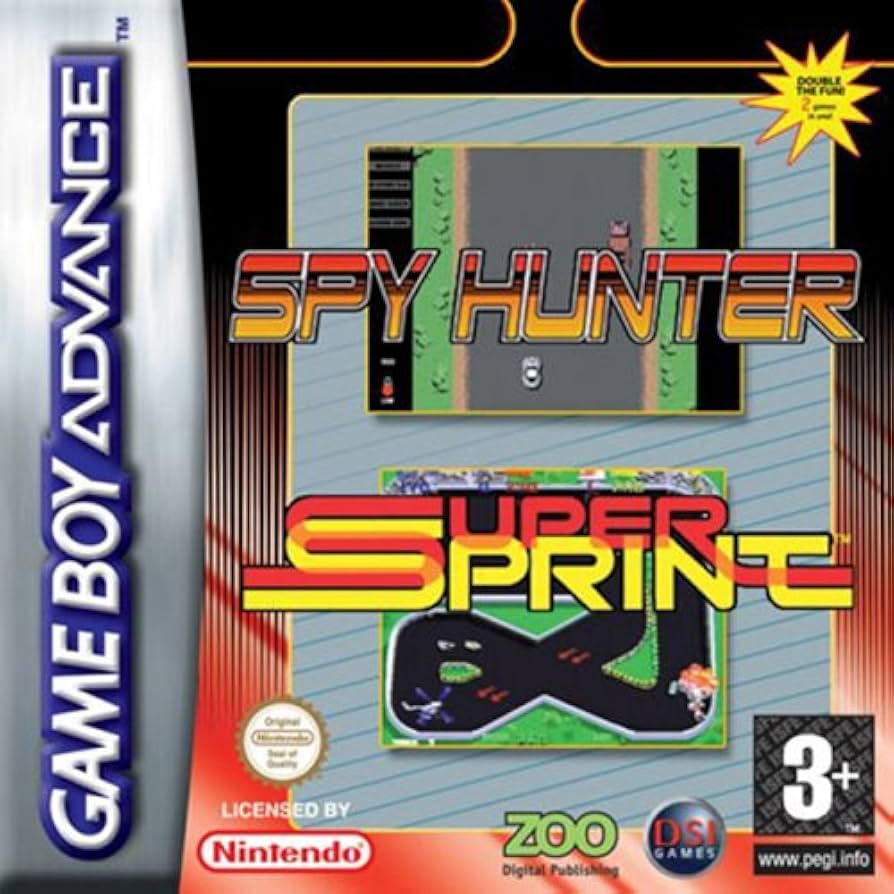 GAME BOY ADVANCE TM
DOUBLE
THE FUN!
2 games
in one!
SPY HUNTER
SUPER
SPRINT TM
Original
Nintendo
Seal of
Quality
LICENSED BY
Nintendo
ZOO
Digital Publishing
DSI
GAMES
3+
TM
www.pegi.info